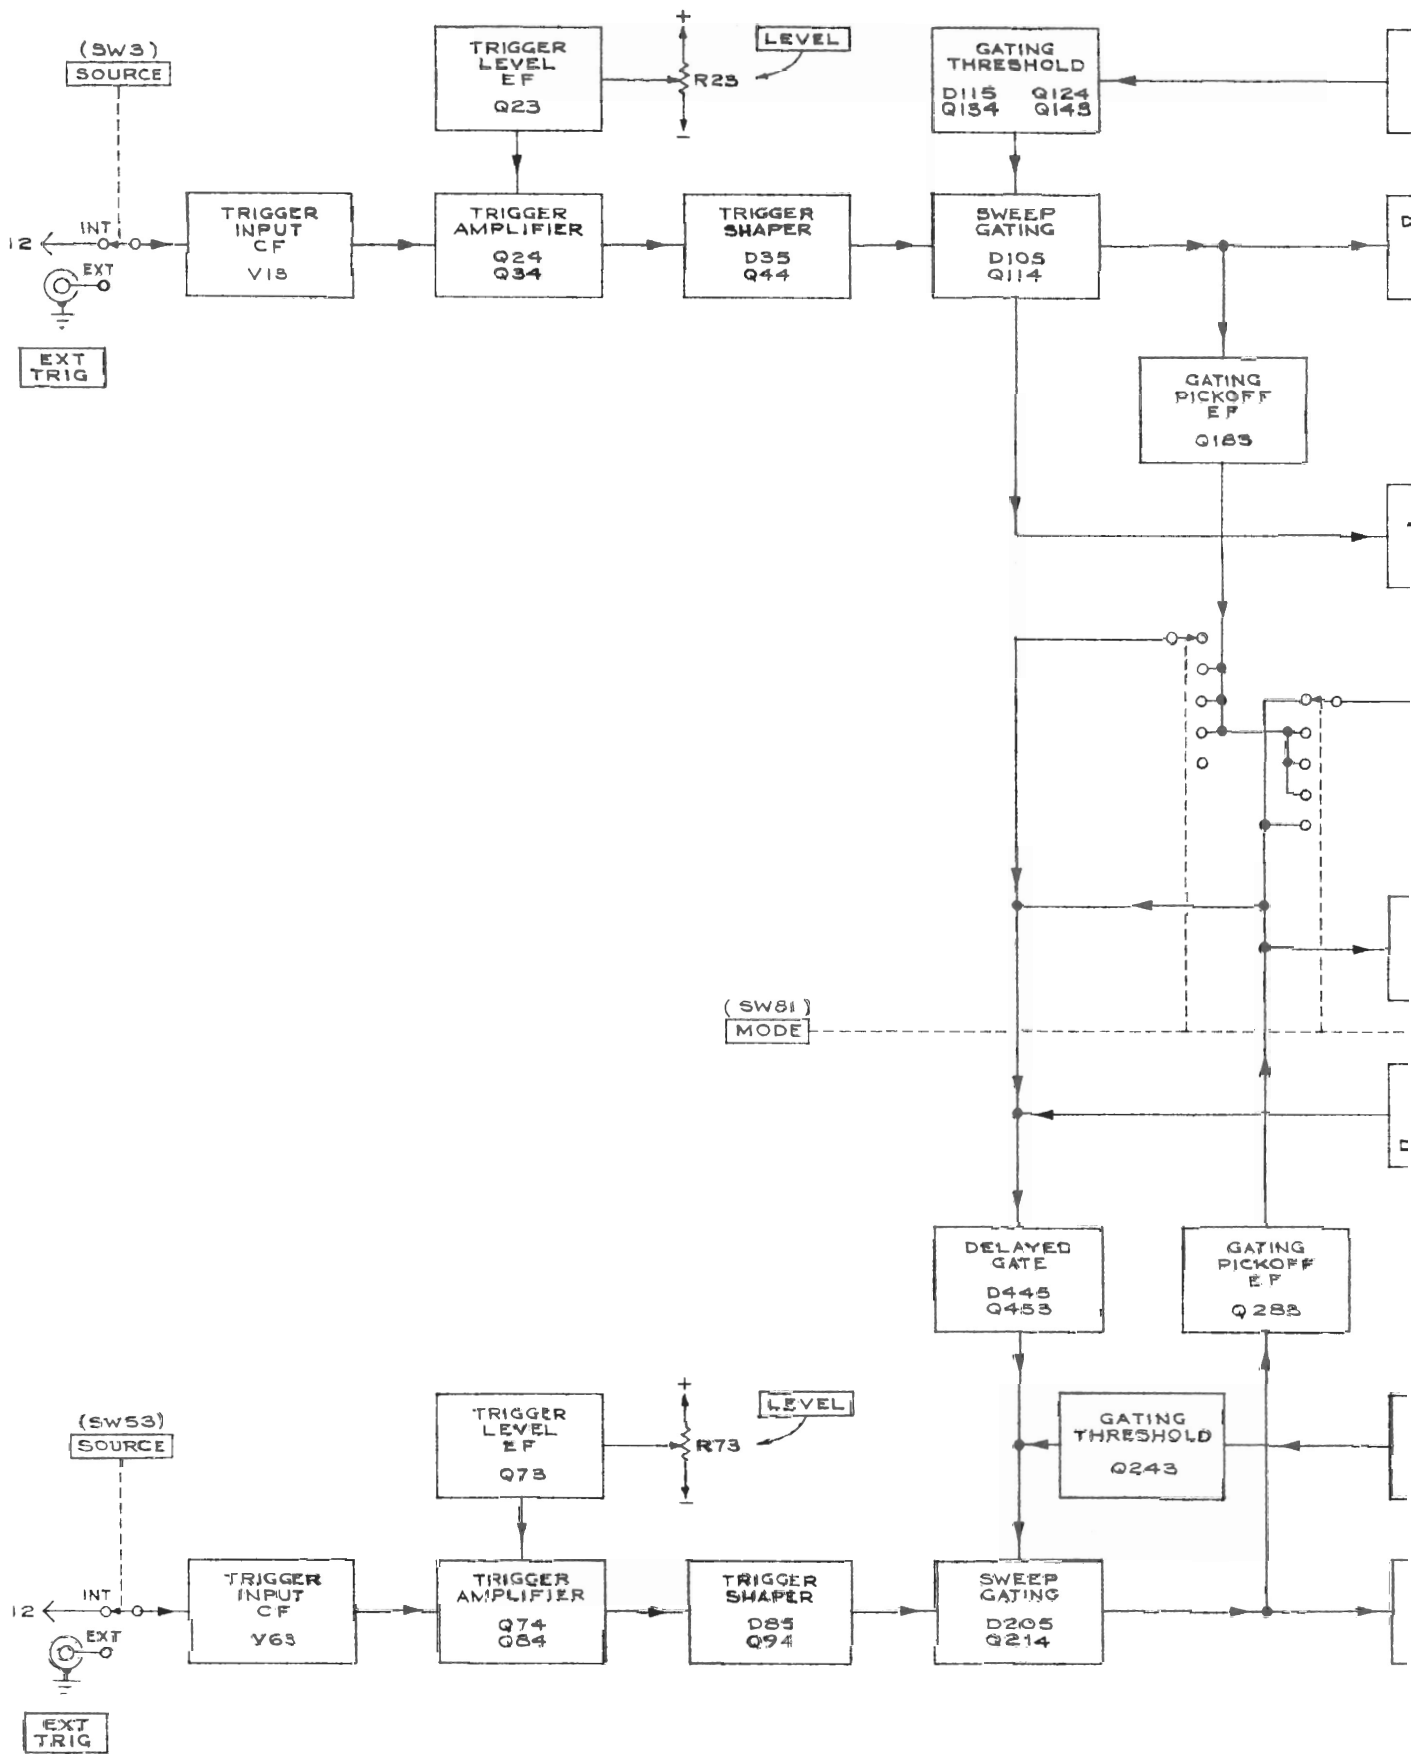 (SW3)
SOURCE
INT
12
EXT
EXT
TRIG
TRIGGER
INPUT
CF
V13
TRIGGER
LEVEL
EF
Q23
+
R23
−
LEVEL
TRIGGER
AMPLIFIER
Q24
Q34
TRIGGER
SHAPER
D35
Q44
GATING
THRESHOLD
D115 Q124
Q134 Q143
SWEEP
GATING
D105
Q114
D
GATING
PICKOFF
EF
Q183
(SW81)
MODE
D
DELAYED
GATE
D445
Q453
GATING
PICKOFF
EF
Q283
(SW53)
SOURCE
INT
12
EXT
EXT
TRIG
TRIGGER
INPUT
CF
V63
TRIGGER
LEVEL
EF
Q73
+
R73
−
LEVEL
TRIGGER
AMPLIFIER
Q74
Q84
TRIGGER
SHAPER
D85
Q94
GATING
THRESHOLD
Q243
SWEEP
GATING
D205
Q214